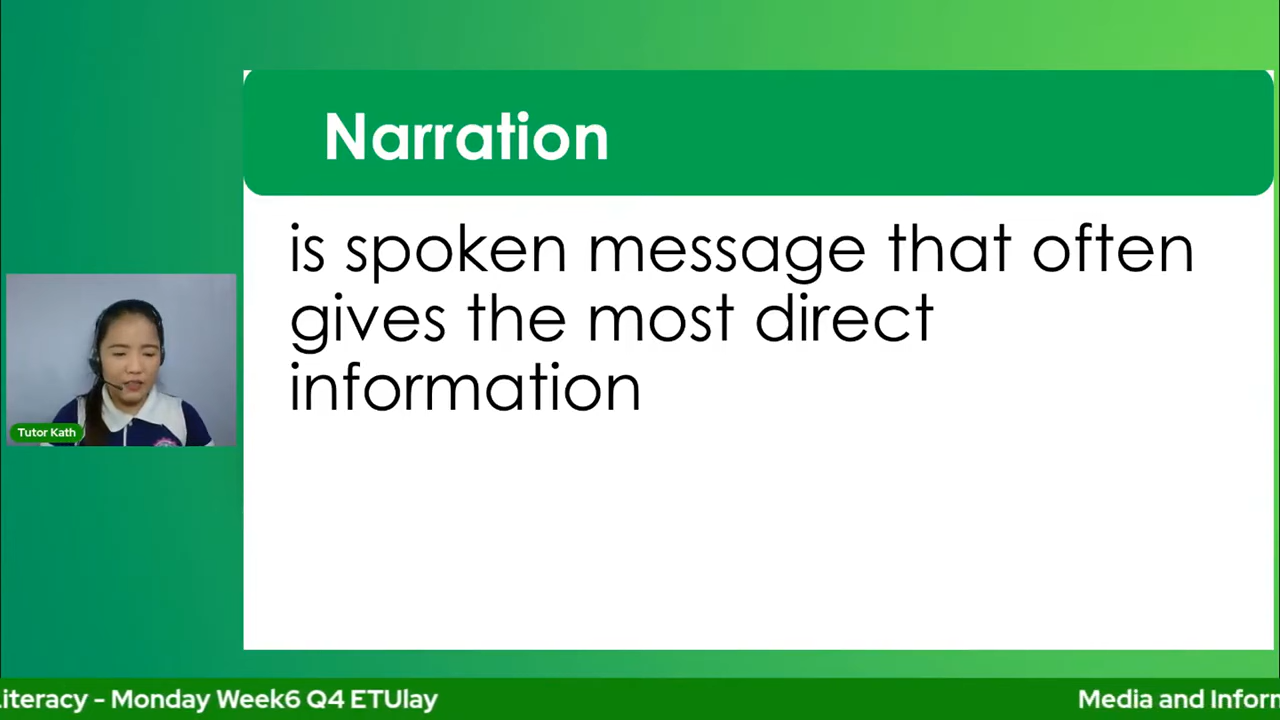 Narration
is spoken message that often
gives the most direct
information
Tutor Kath
Literacy - Monday Week6 Q4 ETUlay
Media and Inform